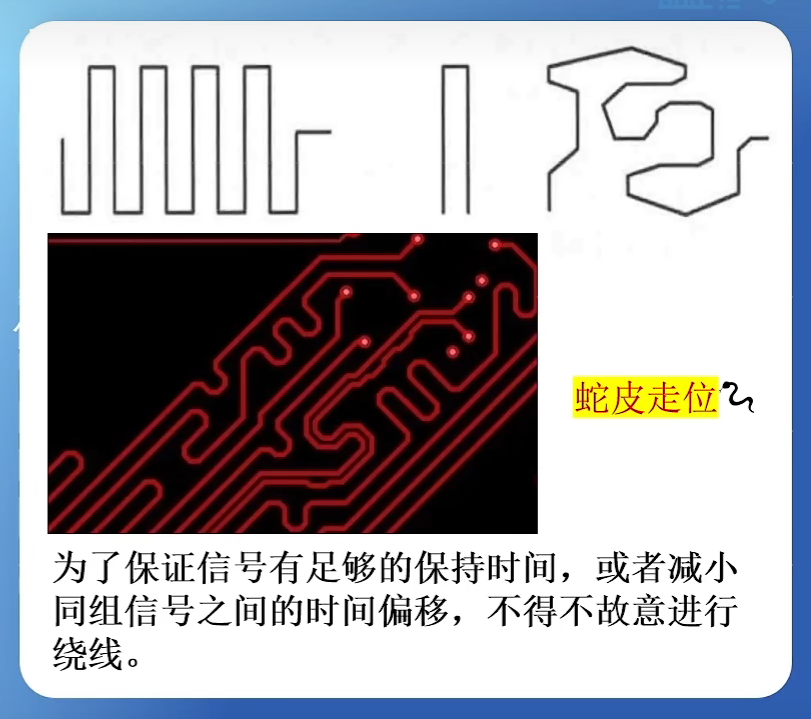 蛇皮走位
为了保证信号有足够的保持时间，或者减小
同组信号之间的时间偏移，不得不故意进行
绕线。